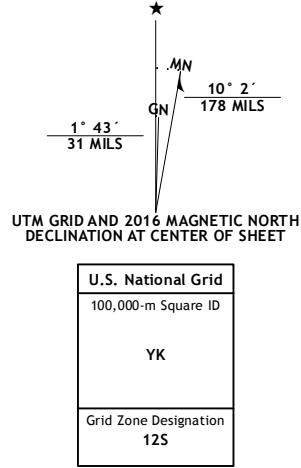 ★
MN
GN
10° 2´
178 MILS
1° 43´
31 MILS
UTM GRID AND 2016 MAGNETIC NORTH
DECLINATION AT CENTER OF SHEET
U.S. National Grid
100,000-m Square ID
YK
Grid Zone Designation
12S